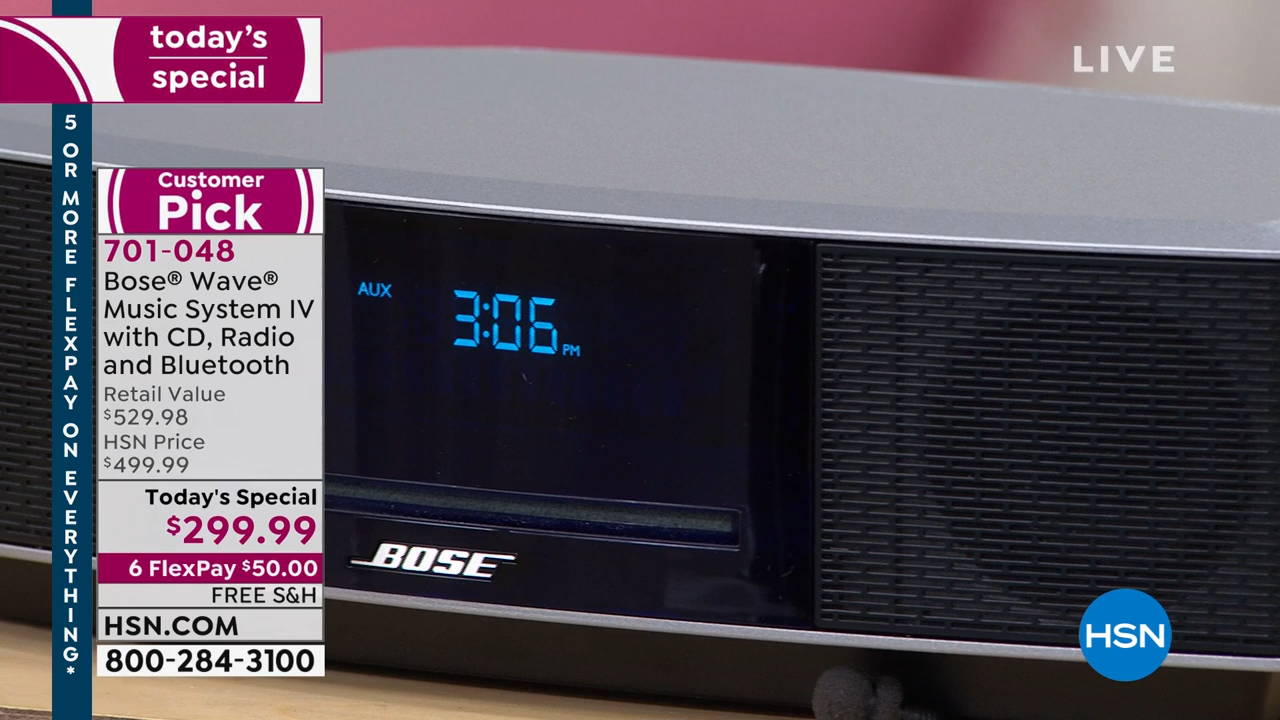 today's
special
LIVE
5 OR MORE FLEXPAY ON EVERYTHING*
Customer
Pick
701-048
Bose® Wave®
Music System IV
with CD, Radio
and Bluetooth
Retail Value
$529.98
HSN Price
$499.99
Today's Special
$299.99
6 FlexPay $50.00
FREE S&H
HSN.COM
800-284-3100
AUX
3:06 PM
BOSE
HSN